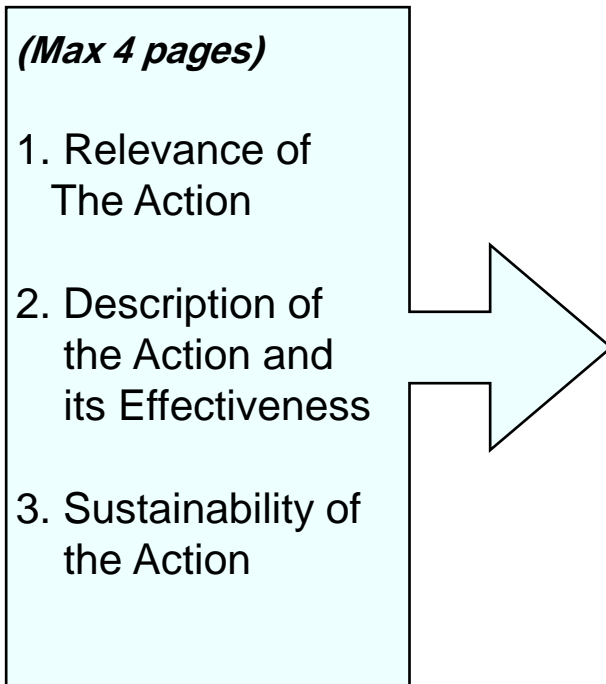 (Max 4 pages)
1. Relevance of
The Action
2. Description of
the Action and
its Effectiveness
3. Sustainability of
the Action